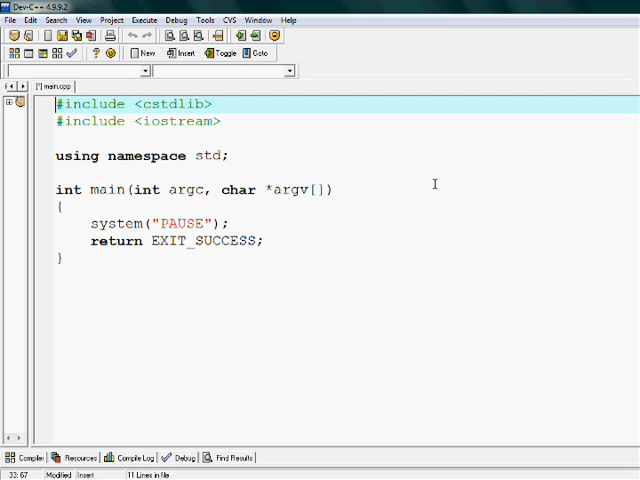 Dev-C++ 4.9.9.2
File Edit Search View Project Execute Debug Tools CVS Window Help
New Insert Toggle Goto
[*] main.cpp
#include <cstdlib>
#include <iostream>
using namespace std;
int main(int argc, char *argv[])
{
system("PAUSE");
return EXIT_SUCCESS;
}
Compiler Resources Compile Log Debug Find Results
33: 67 Modified Insert 11 Lines in file